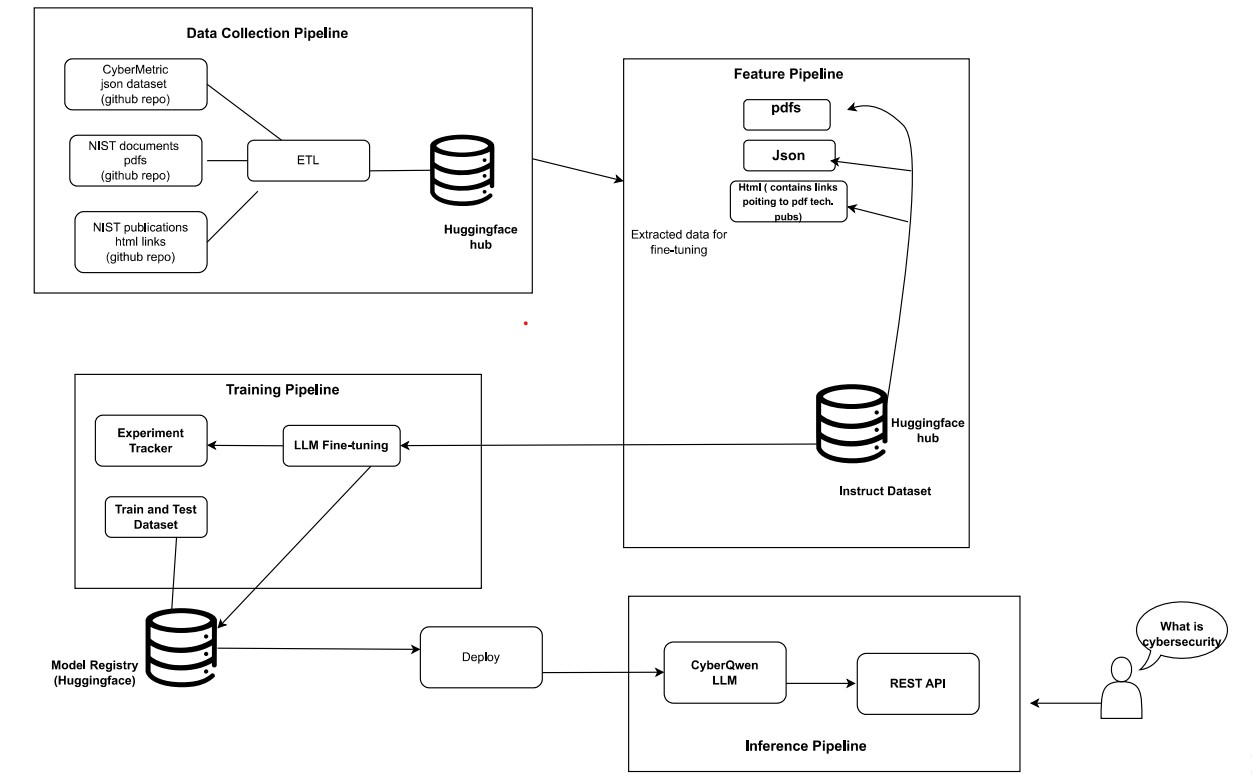 Data Collection Pipeline
CyberMetric
json dataset
(github repo)
NIST documents
pdfs
(github repo)
NIST publications
html links
(github repo)
ETL
Huggingface
hub
Feature Pipeline
pdfs
Json
Html ( contains links
poiting to pdf tech.
pubs)
Extracted data for
fine-tuning
Huggingface
hub
Instruct Dataset
Training Pipeline
Experiment
Tracker
LLM Fine-tuning
Train and Test
Dataset
Model Registry
(Huggingface)
Deploy
CyberQwen
LLM
REST API
Inference Pipeline
What is
cybersecurity